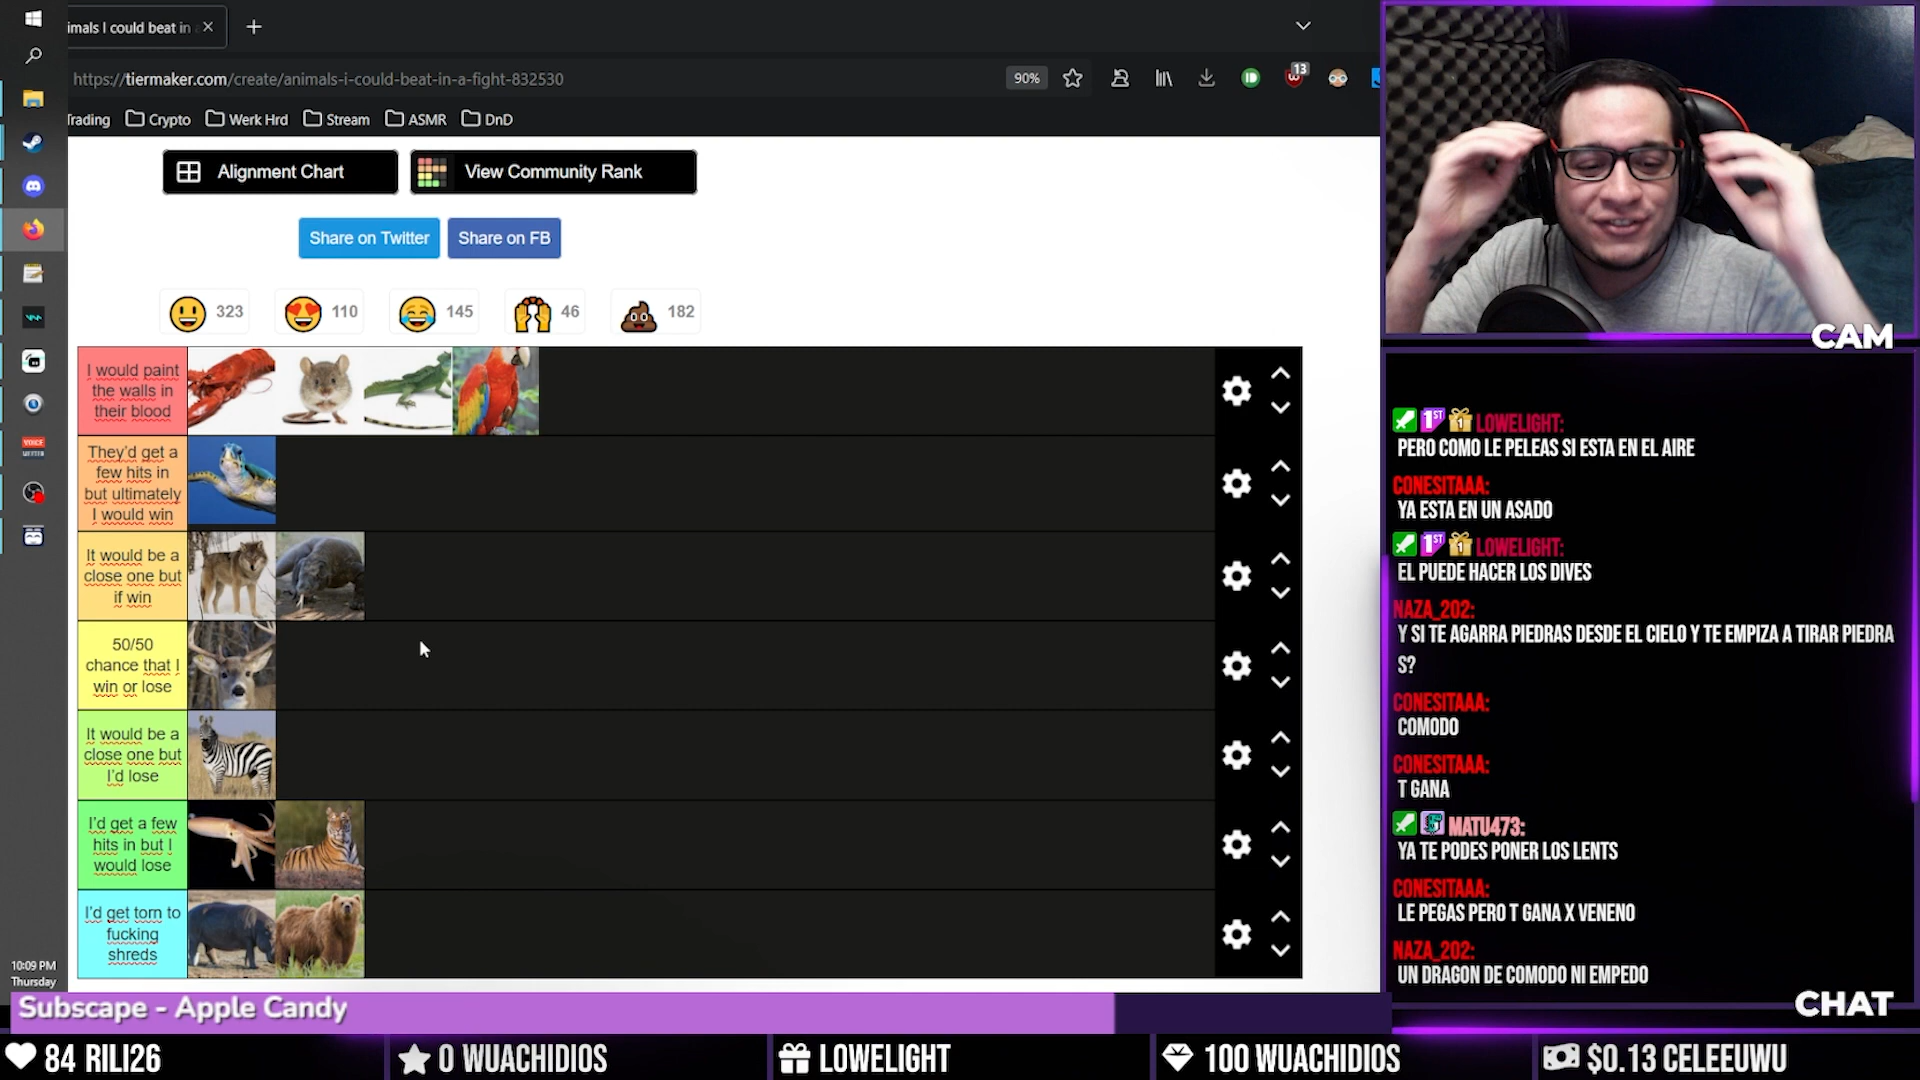 imals I could beat in
https://tiermaker.com/create/animals-i-could-beat-in-a-fight-832530
90%
13
Trading
Crypto
Werk Hrd
Stream
ASMR
DnD
Alignment Chart
View Community Rank
Share on Twitter
Share on FB
323
110
145
46
182
I would paint
the walls in
their blood
They'd get a
few hits in
but ultimately
I would win
It would be a
close one but
if win
50/50
chance that I
win or lose
It would be a
close one but
I'd lose
I'd get a few
hits in but I
would lose
I'd get torn to
fucking
shreds
10:09 PM
Thursday
CAM
1ST 1 LOWELIGHT:
PERO COMO LE PELEAS SI ESTA EN EL AIRE
CONESITAAA:
YA ESTA EN UN ASADO
1ST 1 LOWELIGHT:
EL PUEDE HACER LOS DIVES
NAZA_202:
Y SI TE AGARRA PIEDRAS DESDE EL CIELO Y TE EMPIZA A TIRAR PIEDRA
S?
CONESITAAA:
COMODO
CONESITAAA:
T GANA
MATU473:
YA TE PODES PONER LOS LENTS
CONESITAAA:
LE PEGAS PERO T GANA X VENENO
NAZA_202:
UN DRAGON DE COMODO NI EMPEDO
CHAT
Subscape - Apple Candy
84 RILI26
0 WUACHIDIOS
LOWELIGHT
100 WUACHIDIOS
$0.13 CELEEUWU